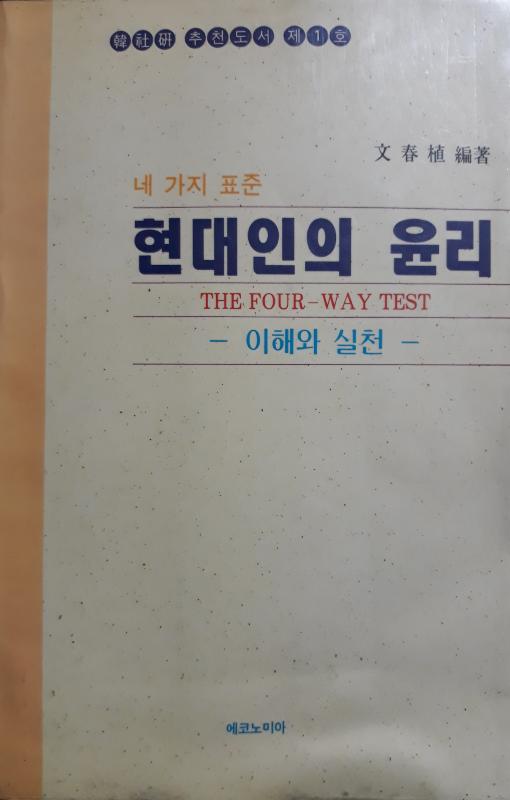 韓社硏 추천도서 제1호
文春植 編著
네 가지 표준
현대인의 윤리
THE FOUR-WAY TEST
- 이해와 실천 -
에코노미아